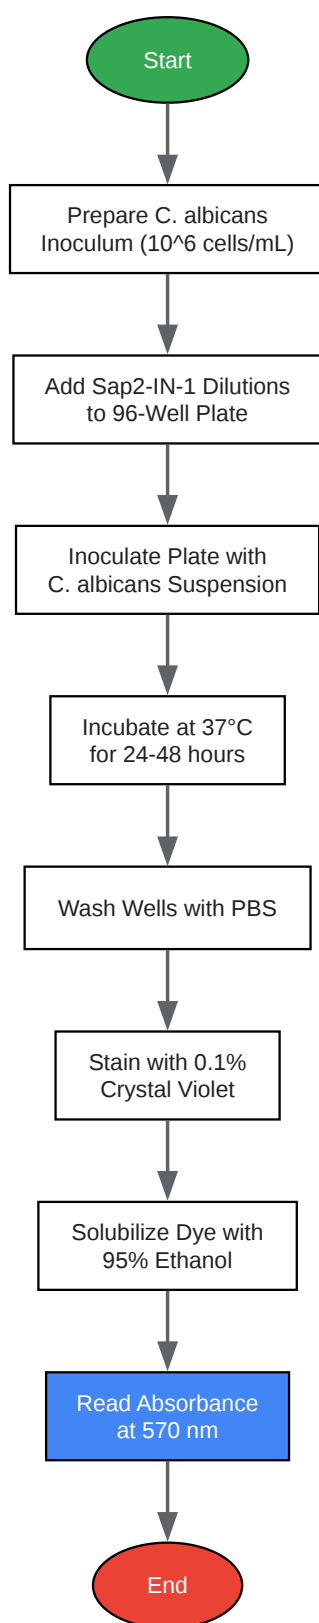 Start
Prepare C. albicans
Inoculum (10^6 cells/mL)
Add Sap2-IN-1 Dilutions
to 96-Well Plate
Inoculate Plate with
C. albicans Suspension
Incubate at 37°C
for 24-48 hours
Wash Wells with PBS
Stain with 0.1%
Crystal Violet
Solubilize Dye with
95% Ethanol
Read Absorbance
at 570 nm
End